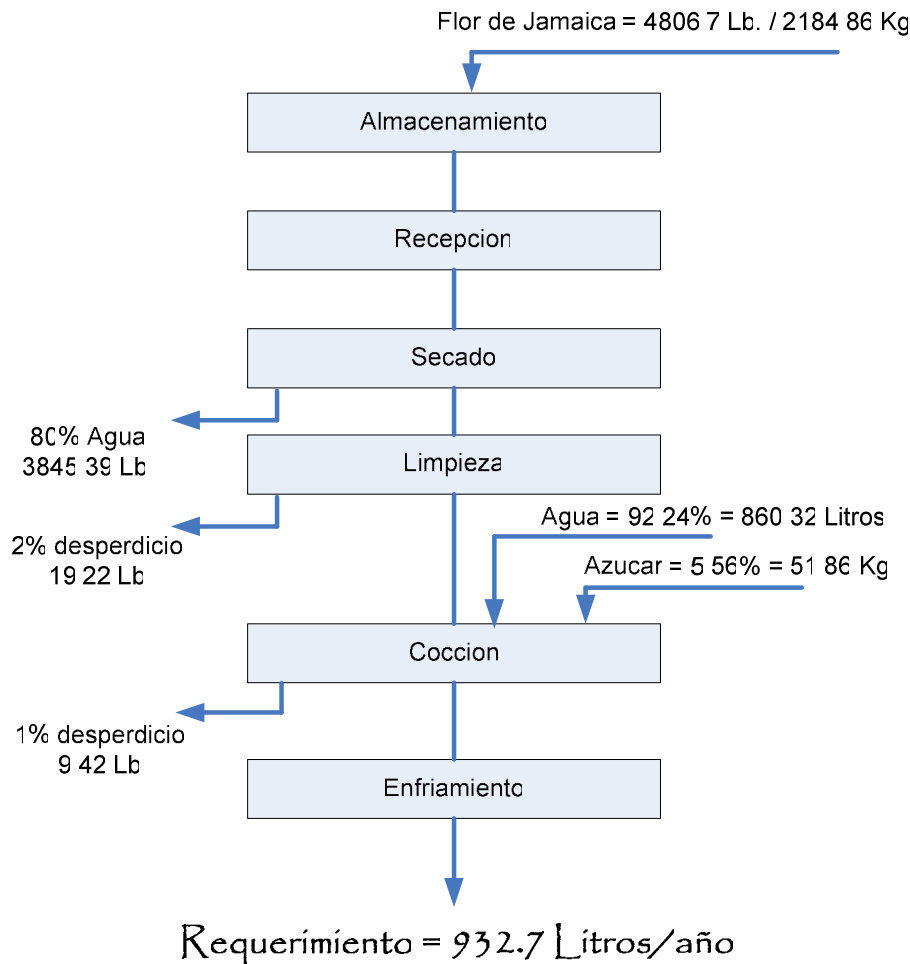 Flor de Jamaica = 4806 7 Lb. / 2184 86 Kg
Almacenamiento
Recepcion
Secado
80% Agua
3845 39 Lb
Limpieza
2% desperdicio
19 22 Lb
Agua = 92 24% = 860 32 Litros
Azucar = 5 56% = 51 86 Kg
Coccion
1% desperdicio
9 42 Lb
Enfriamiento
Requerimiento = 932.7 Litros/año